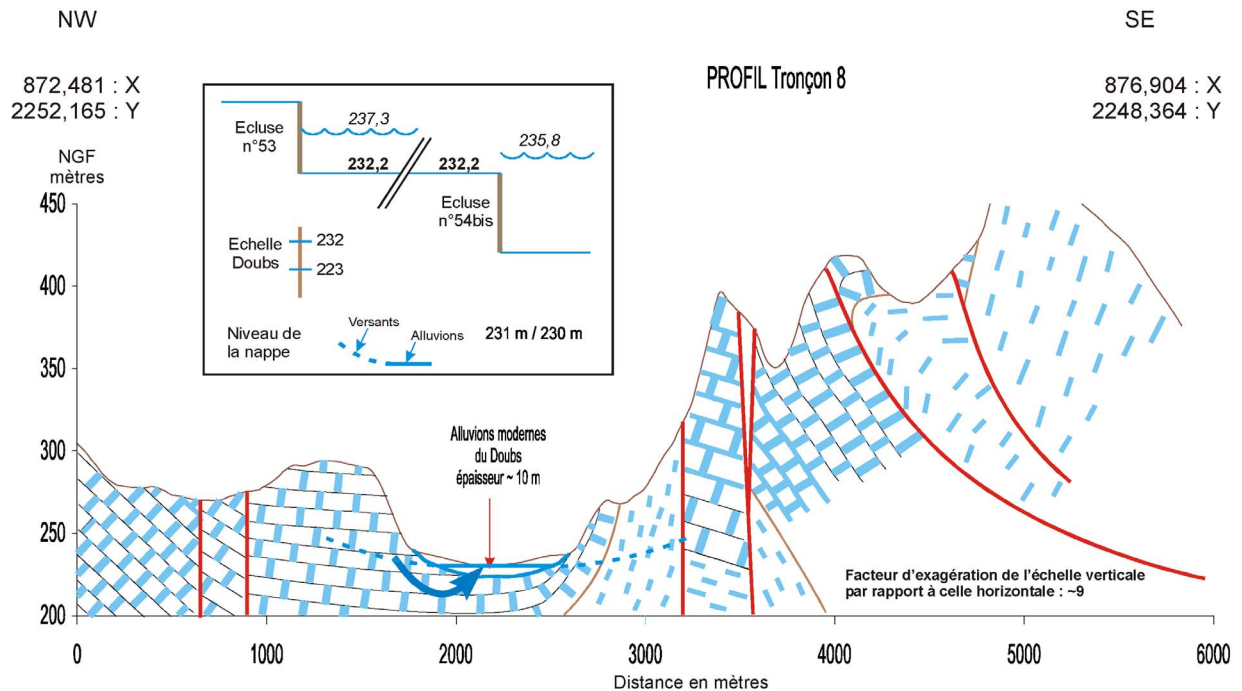 NW
SE
872,481 : X
2252,165 : Y
PROFIL Tronçon 8
876,904 : X
2248,364 : Y
NGF
mètres
Ecluse
n°53
237,3
232,2
232,2
235,8
Ecluse
n°54bis
Echelle
Doubs
232
223
Niveau de
la nappe
Versants
Alluvions
231 m / 230 m
450
400
350
300
250
200
Alluvions modernes
du Doubs
épaisseur ~ 10 m
Facteur d'exagération de l'échelle verticale
par rapport à celle horizontale : ~9
0
1000
2000
3000
4000
5000
6000
Distance en mètres